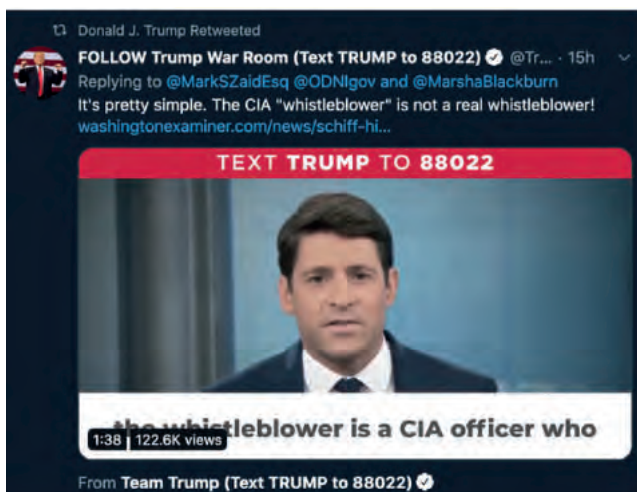 Donald J. Trump Retweeted
FOLLOW Trump War Room (Text TRUMP to 88022) @Tr... · 15h
Replying to @MarkSZaidEsq @ODNIgov and @MarshaBlackburn
It's pretty simple. The CIA "whistleblower" is not a real whistleblower!
washingtonexaminer.com/news/schiff-hi...
TEXT TRUMP TO 88022
the whistleblower is a CIA officer who
1:38 122.6K views
From Team Trump (Text TRUMP to 88022)